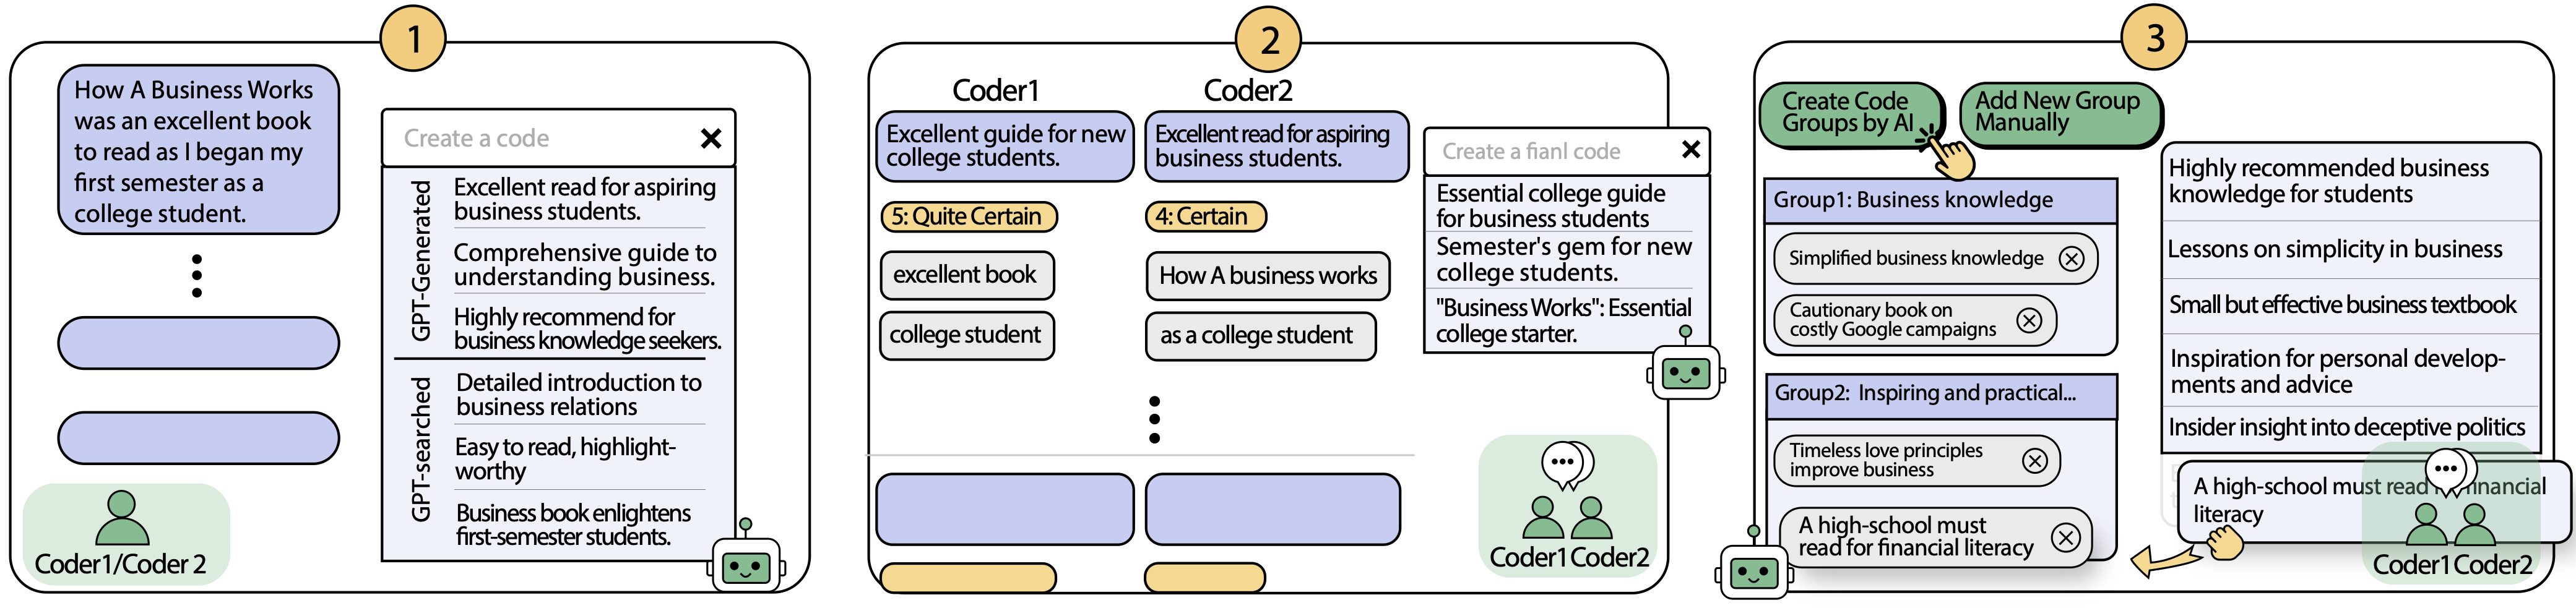 1
How A Business Works
was an excellent book
to read as I began my
first semester as a
college student.
Create a code
GPT-Generated
Excellent read for aspiring
business students.
Comprehensive guide to
understanding business.
Highly recommend for
business knowledge seekers.
GPT-searched
Detailed introduction to
business relations
Easy to read, highlight-
worthy
Business book enlightens
first-semester students.
Coder1/Coder 2
2
Coder1
Coder2
Excellent guide for new
college students.
Excellent read for aspiring
business students.
5: Quite Certain
4: Certain
excellent book
How A business works
college student
as a college student
Create a fianl code
Essential college guide
for business students
Semester's gem for new
college students.
"Business Works": Essential
college starter.
Coder1 Coder2
3
Create Code
Groups by AI
Add New Group
Manually
Group1: Business knowledge
Simplified business knowledge
Cautionary book on
costly Google campaigns
Group2: Inspiring and practical...
Timeless love principles
improve business
A high-school must
read for financial literacy
Highly recommended business
knowledge for students
Lessons on simplicity in business
Small but effective business textbook
Inspiration for personal develop-
ments and advice
Insider insight into deceptive politics
A high-school must read financial
literacy
Coder1 Coder2